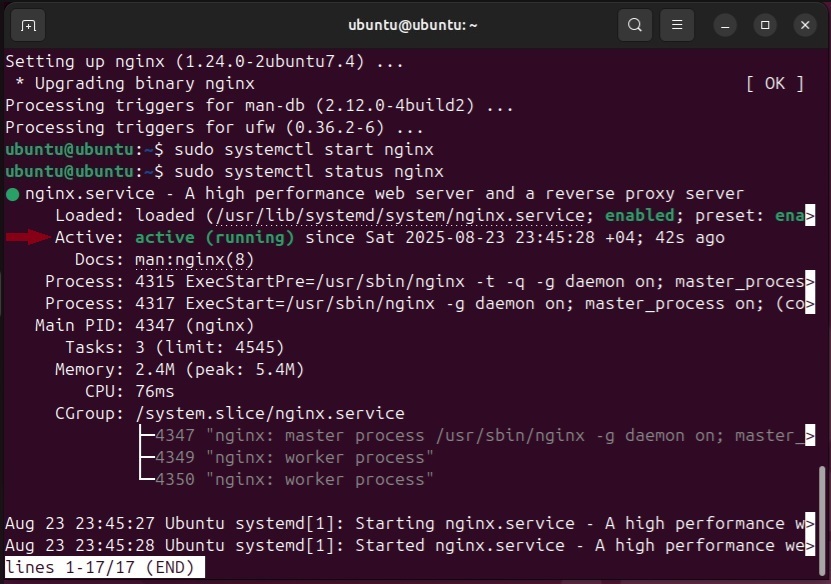 ubuntu@ubuntu: ~
Setting up nginx (1.24.0-2ubuntu7.4) ...
 * Upgrading binary nginx                                                 [ OK ]
Processing triggers for man-db (2.12.0-4build2) ...
Processing triggers for ufw (0.36.2-6) ...
ubuntu@ubuntu:~$ sudo systemctl start nginx
ubuntu@ubuntu:~$ sudo systemctl status nginx
● nginx.service - A high performance web server and a reverse proxy server
     Loaded: loaded (/usr/lib/systemd/system/nginx.service; enabled; preset: ena>
     Active: active (running) since Sat 2025-08-23 23:45:28 +04; 42s ago
       Docs: man:nginx(8)
    Process: 4315 ExecStartPre=/usr/sbin/nginx -t -q -g daemon on; master_proces>
    Process: 4317 ExecStart=/usr/sbin/nginx -g daemon on; master_process on; (co>
   Main PID: 4347 (nginx)
      Tasks: 3 (limit: 4545)
     Memory: 2.4M (peak: 5.4M)
        CPU: 76ms
     CGroup: /system.slice/nginx.service
             ├─4347 "nginx: master process /usr/sbin/nginx -g daemon on; master_>
             ├─4349 "nginx: worker process"
             └─4350 "nginx: worker process"
Aug 23 23:45:27 Ubuntu systemd[1]: Starting nginx.service - A high performance w>
Aug 23 23:45:28 Ubuntu systemd[1]: Started nginx.service - A high performance we>
lines 1-17/17 (END)